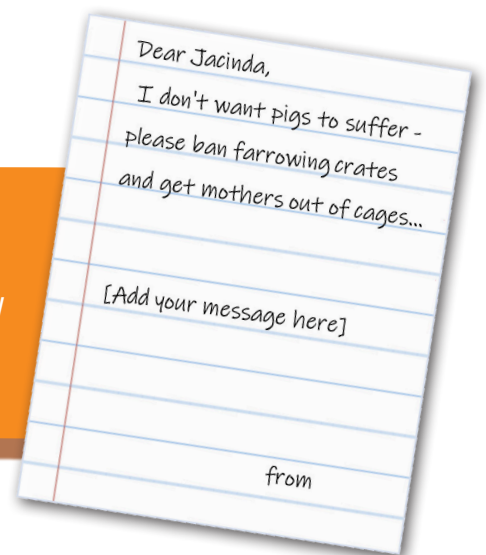 Dear Jacinda,
I don't want pigs to suffer -
please ban farrowing crates
and get mothers out of cages...
[Add your message here]
from